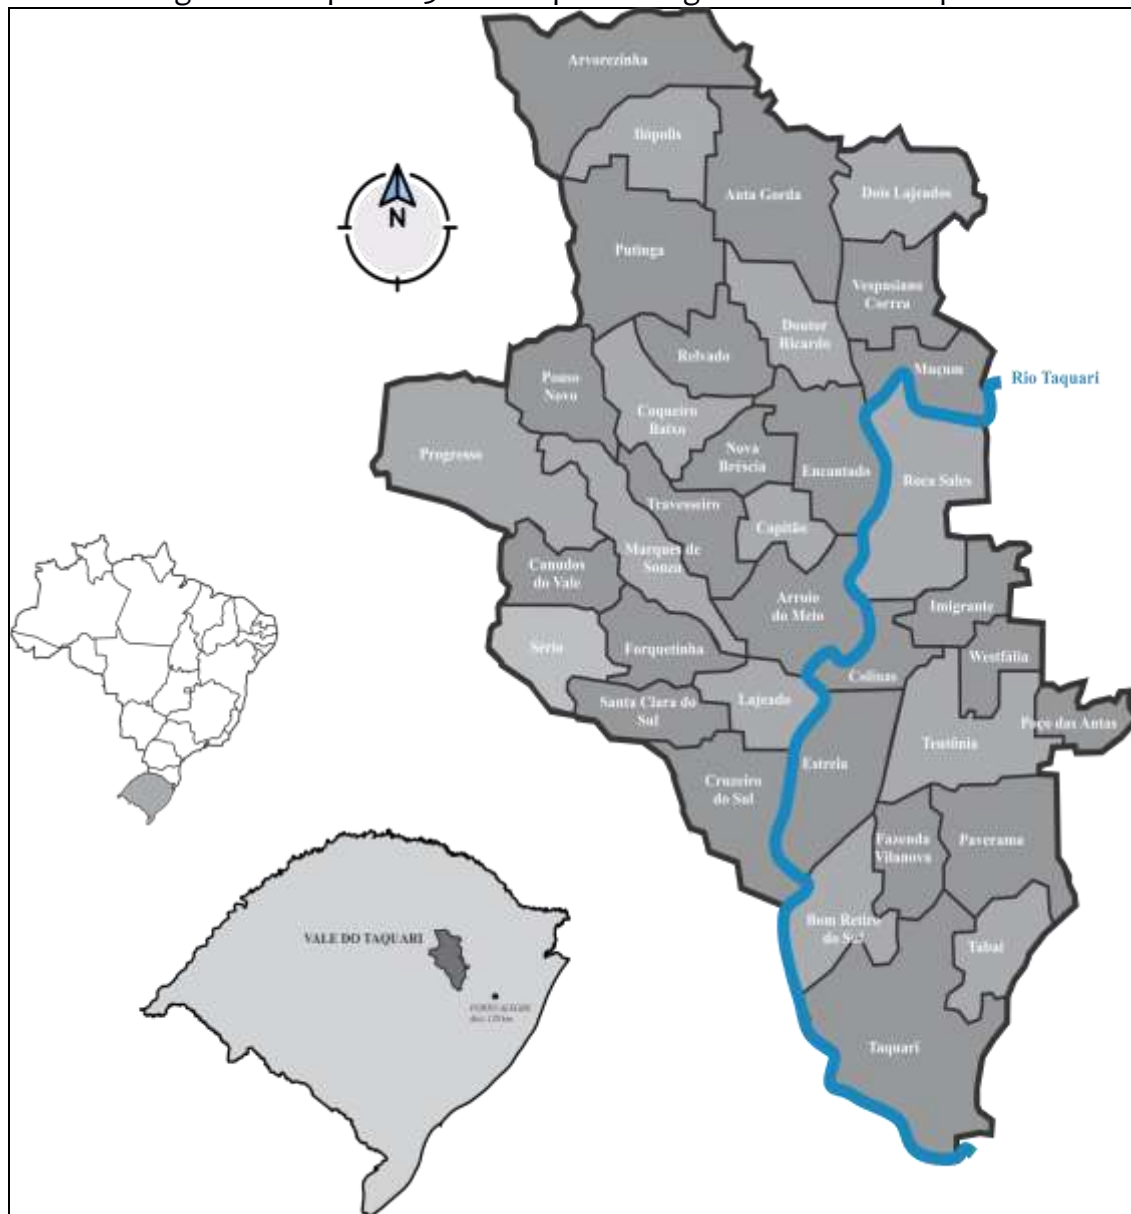 Arvorezinha
Ilópolis
Anta Gorda
Dois Lajeados
N
Putinga
Vespasiano
Correa
Doutor
Ricardo
Relvado
Muçum
Rio Taquari
Pouso
Novo
Coqueiro
Baixo
Progresso
Nova
Bréscia
Encantado
Roca Sales
Travesseiro
Capitão
Marques de
Souza
Canudos
do Vale
Arroio
do Meio
Imigrante
Sério
Forquetinha
Westfália
Colinas
Santa Clara do
Sul
Lajeado
Poço das Antas
Teutônia
Estrela
Cruzeiro
do Sul
Fazenda
Vilanova
Paverama
Bom Retiro
do Sul
Tabaí
VALE DO TAQUARI
PORTO ALEGRE
Taquari